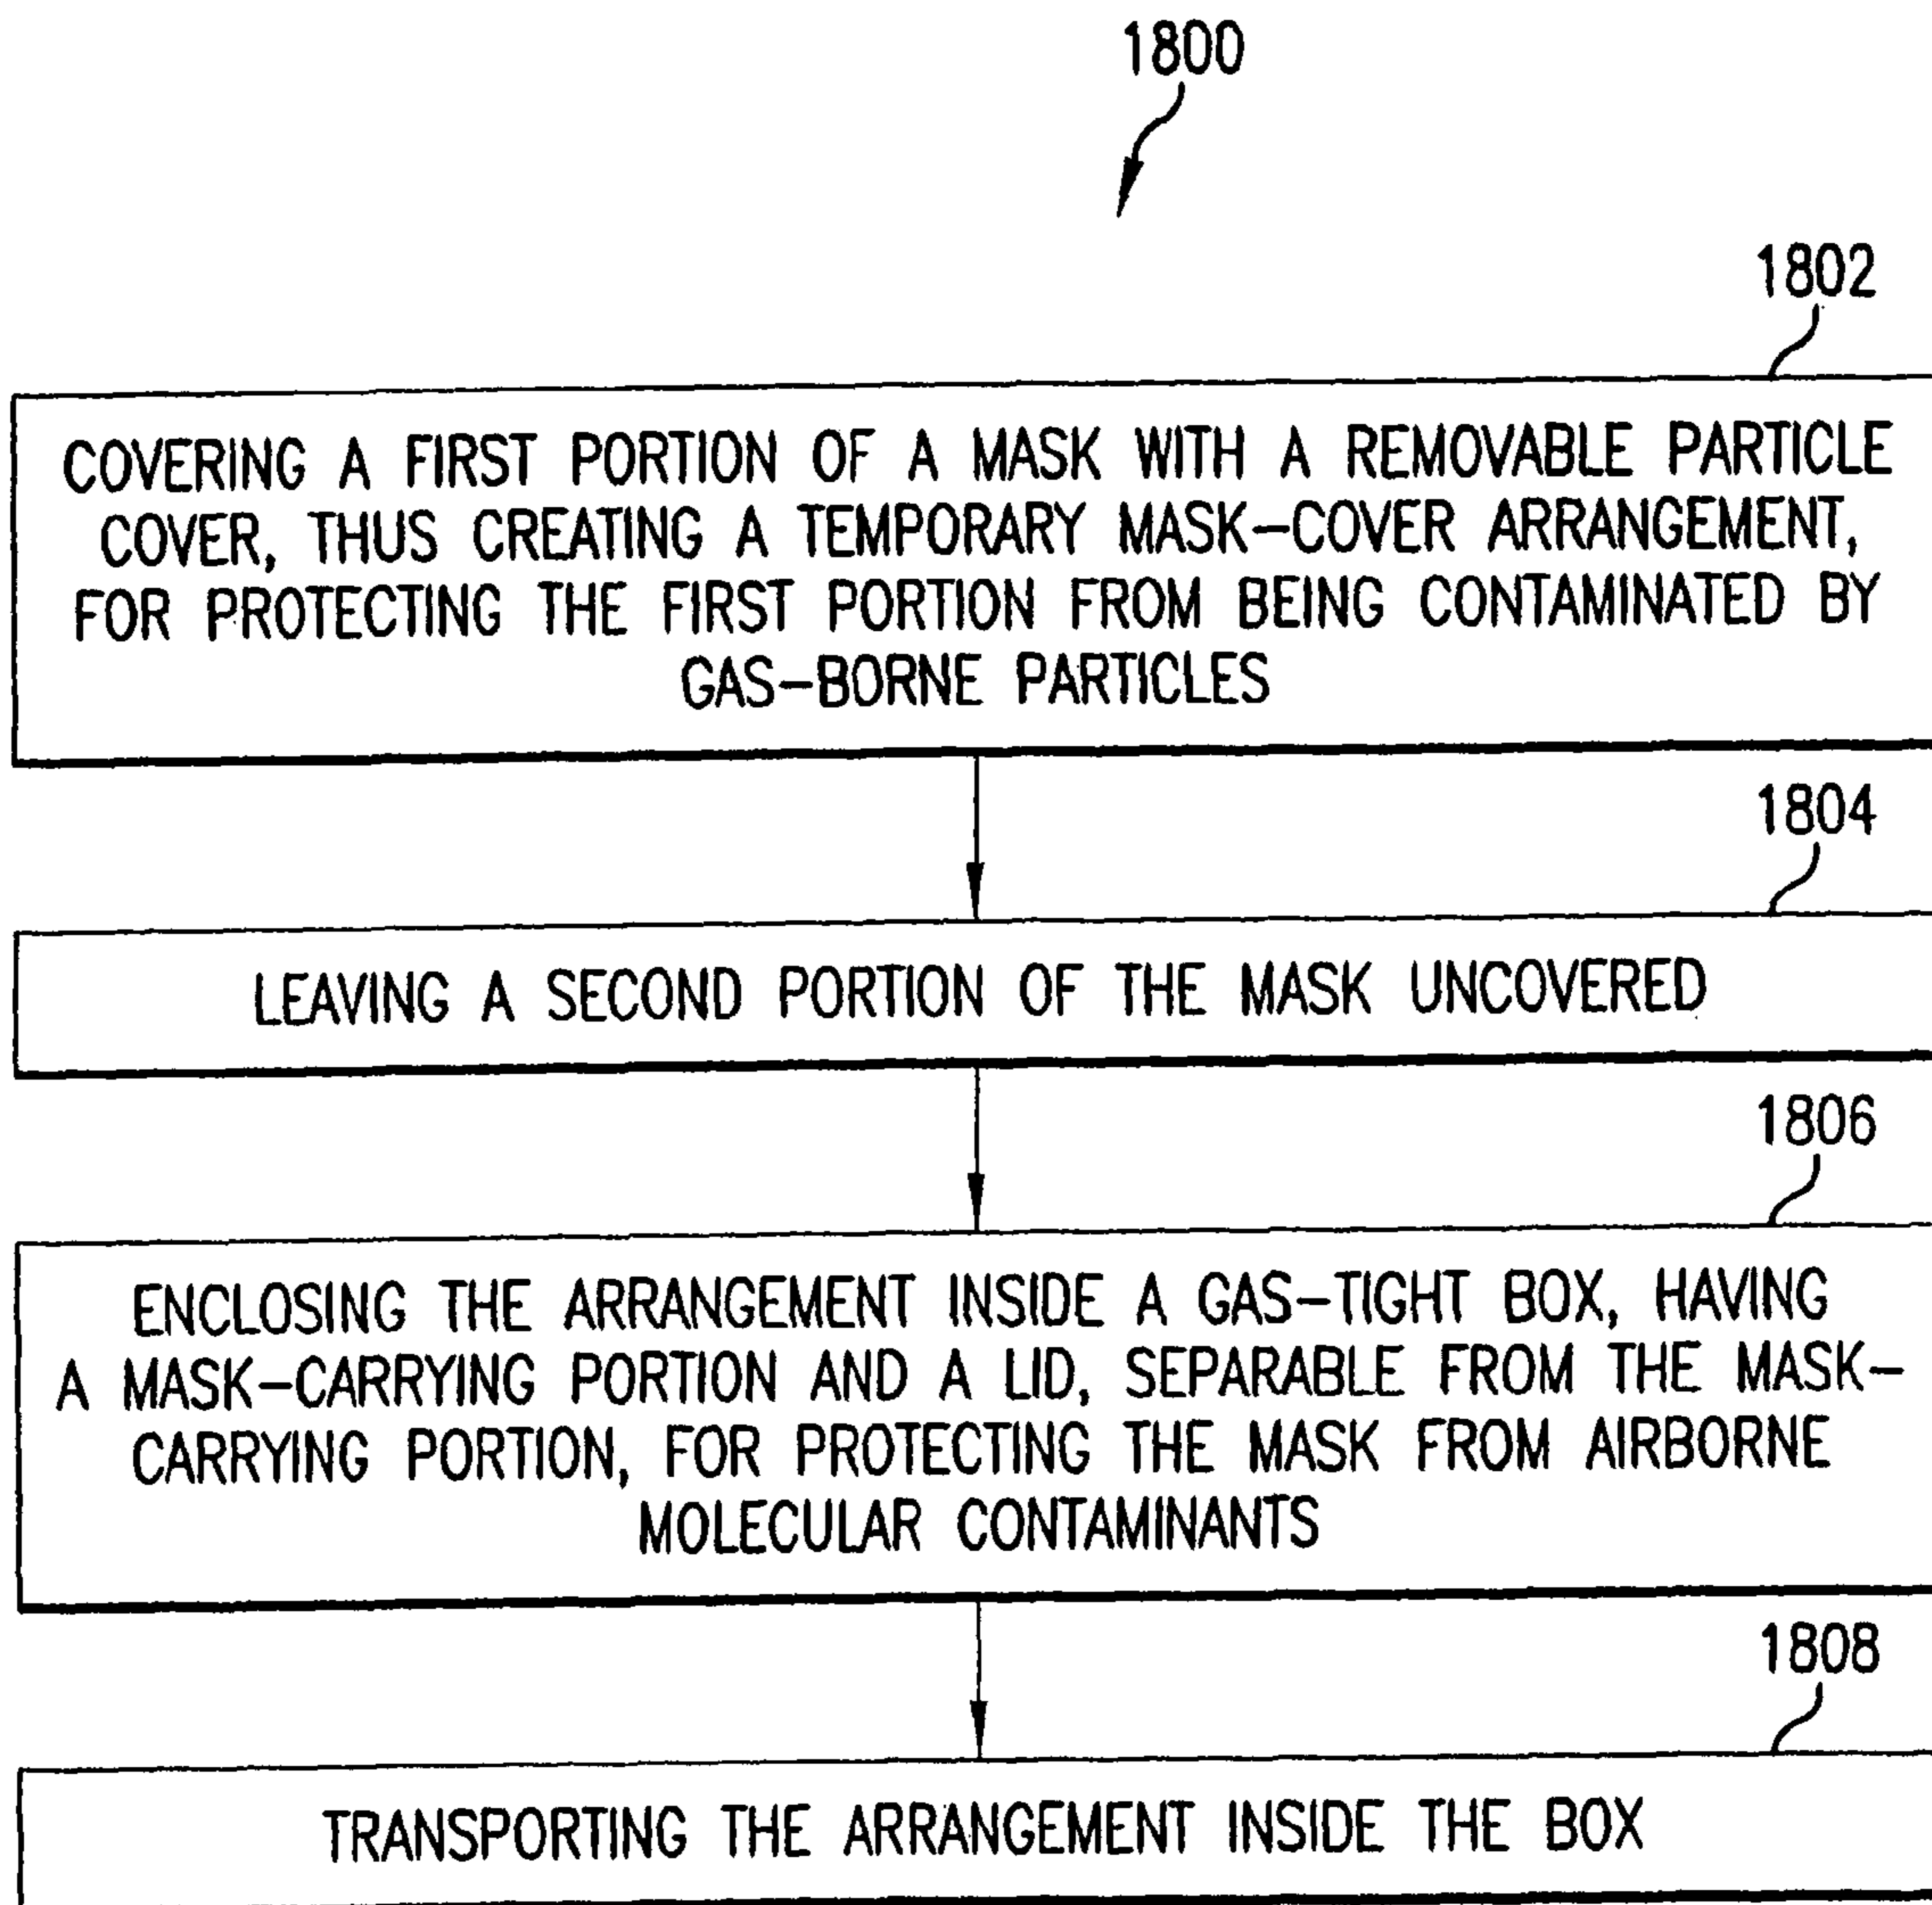 1800
1802
COVERING A FIRST PORTION OF A MASK WITH A REMOVABLE PARTICLE
COVER, THUS CREATING A TEMPORARY MASK–COVER ARRANGEMENT,
FOR PROTECTING THE FIRST PORTION FROM BEING CONTAMINATED BY
GAS–BORNE PARTICLES
1804
LEAVING A SECOND PORTION OF THE MASK UNCOVERED
1806
ENCLOSING THE ARRANGEMENT INSIDE A GAS–TIGHT BOX, HAVING
A MASK–CARRYING PORTION AND A LID, SEPARABLE FROM THE MASK–
CARRYING PORTION, FOR PROTECTING THE MASK FROM AIRBORNE
MOLECULAR CONTAMINANTS
1808
TRANSPORTING THE ARRANGEMENT INSIDE THE BOX